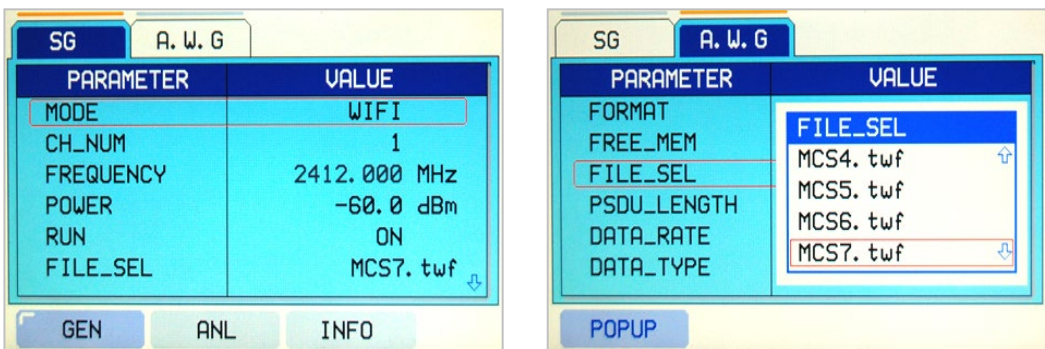 SG A.W.G
PARAMETER VALUE
MODE WIFI
CH_NUM 1
FREQUENCY 2412.000 MHz
POWER -60.0 dBm
RUN ON
FILE_SEL MCS7.twf
GEN ANL INFO
SG A.W.G
PARAMETER VALUE
FORMAT
FREE_MEM
FILE_SEL
PSDU_LENGTH
DATA_RATE
DATA_TYPE
FILE_SEL
MCS4.twf
MCS5.twf
MCS6.twf
MCS7.twf
POPUP